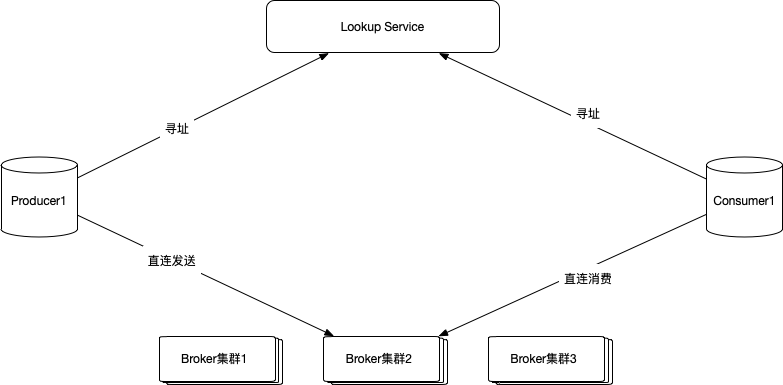 Lookup Service
寻址
寻址
Producer1
Consumer1
直连发送
直连消费
Broker集群1
Broker集群2
Broker集群3